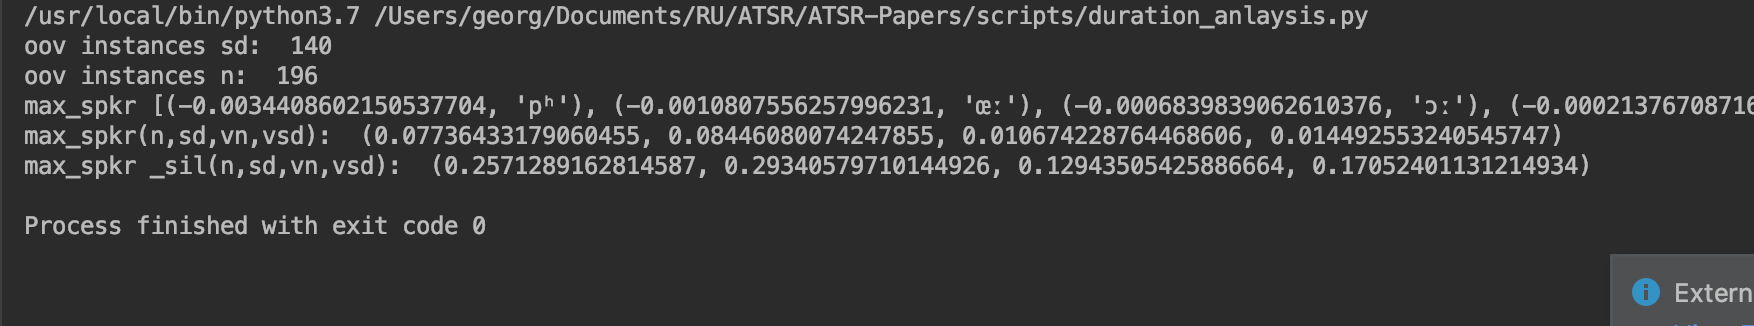 /usr/local/bin/python3.7 /Users/georg/Documents/RU/ATSR/ATSR-Papers/scripts/duration_anlaysis.py
oov instances sd:  140
oov instances n:  196
max_spkr [(-0.0034408602150537704, 'pʰ'), (-0.0010807556257996231, 'œː'), (-0.0006839839062610376, 'ɔː'), (-0.00021376708716
max_spkr(n,sd,vn,vsd):  (0.07736433179060455, 0.08446080074247855, 0.010674228764468606, 0.014492553240545747)
max_spkr _sil(n,sd,vn,vsd):  (0.2571289162814587, 0.29340579710144926, 0.12943505425886664, 0.17052401131214934)
Process finished with exit code 0
Extern